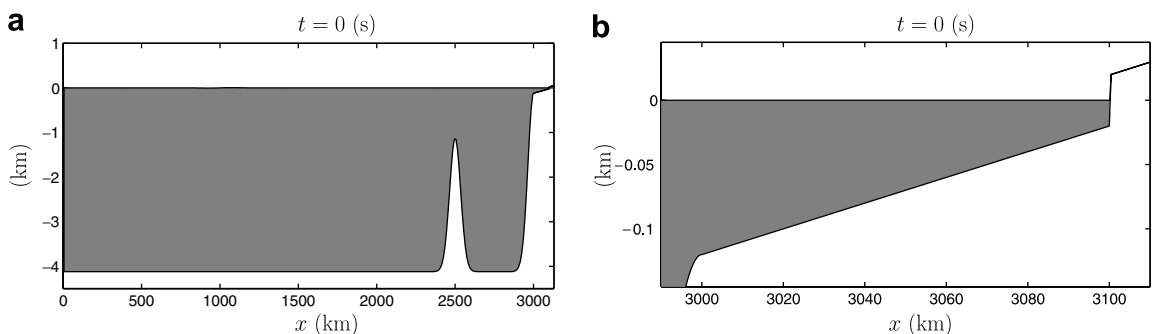 a
t = 0 (s)
1
0
−1
−2
−3
−4
(km)
0 500 1000 1500 2000 2500 3000
x (km)
b
t = 0 (s)
0
−0.05
−0.1
(km)
3000 3020 3040 3060 3080 3100
x (km)